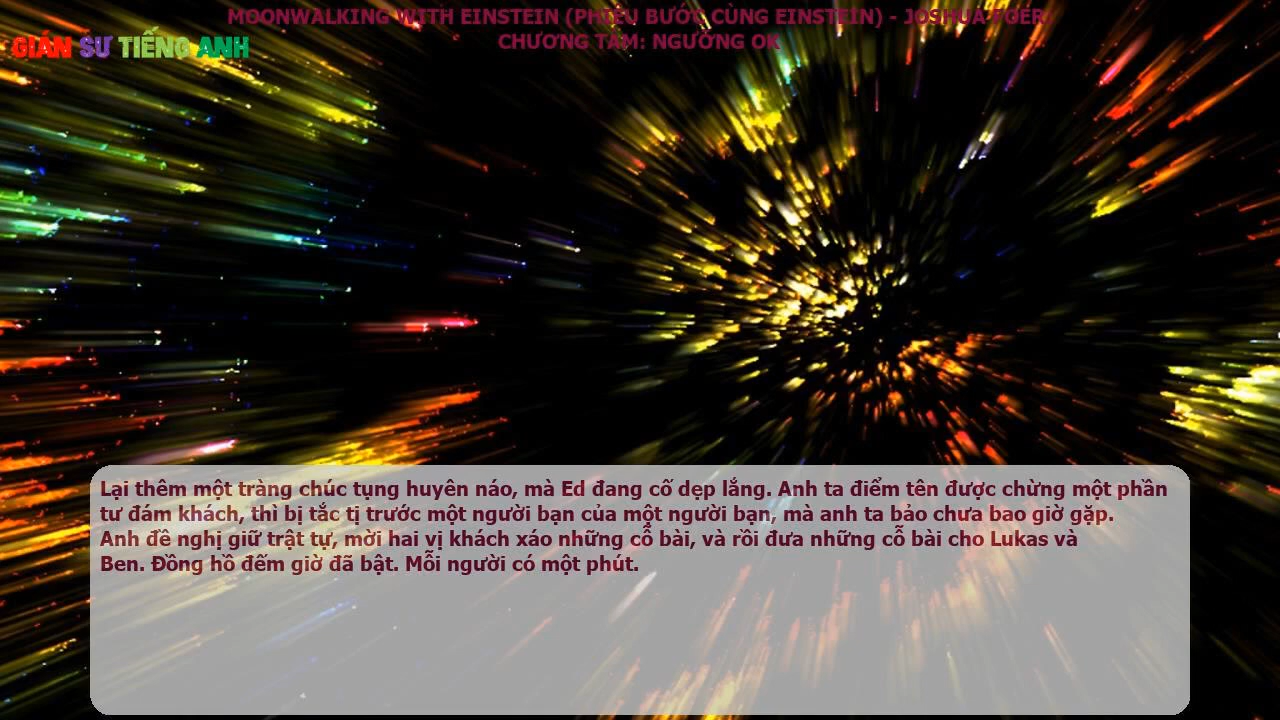 MOONWALKING WITH EINSTEIN (PHIÊU BƯỚC CÙNG EINSTEIN) - JOSHUA FOER
CHƯƠNG TÁM: NGƯỠNG OK
GIÁN SƯ TIẾNG ANH
Lại thêm một tràng chúc tụng huyên náo, mà Ed đang cố dẹp lắng. Anh ta điểm tên được chừng một phần
tư đám khách, thì bị tắc tị trước một người bạn của một người bạn, mà anh ta bảo chưa bao giờ gặp.
Anh đề nghị giữ trật tự, mời hai vị khách xáo những cỗ bài, và rồi đưa những cỗ bài cho Lukas và
Ben. Đồng hồ đếm giờ đã bật. Mỗi người có một phút.